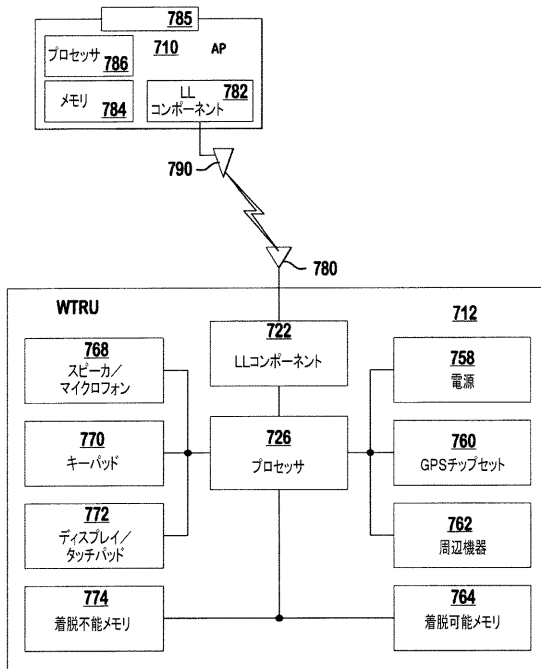 785
710 AP
プロセッサ 786
782
LL
コンポーネント
メモリ 784
790
780
WTRU
712
722
LLコンポーネント
768
スピーカ/
マイクロフォン
758
電源
770
キーパッド
726
プロセッサ
760
GPSチップセット
772
ディスプレイ/
タッチパッド
762
周辺機器
774
着脱不能メモリ
764
着脱可能メモリ